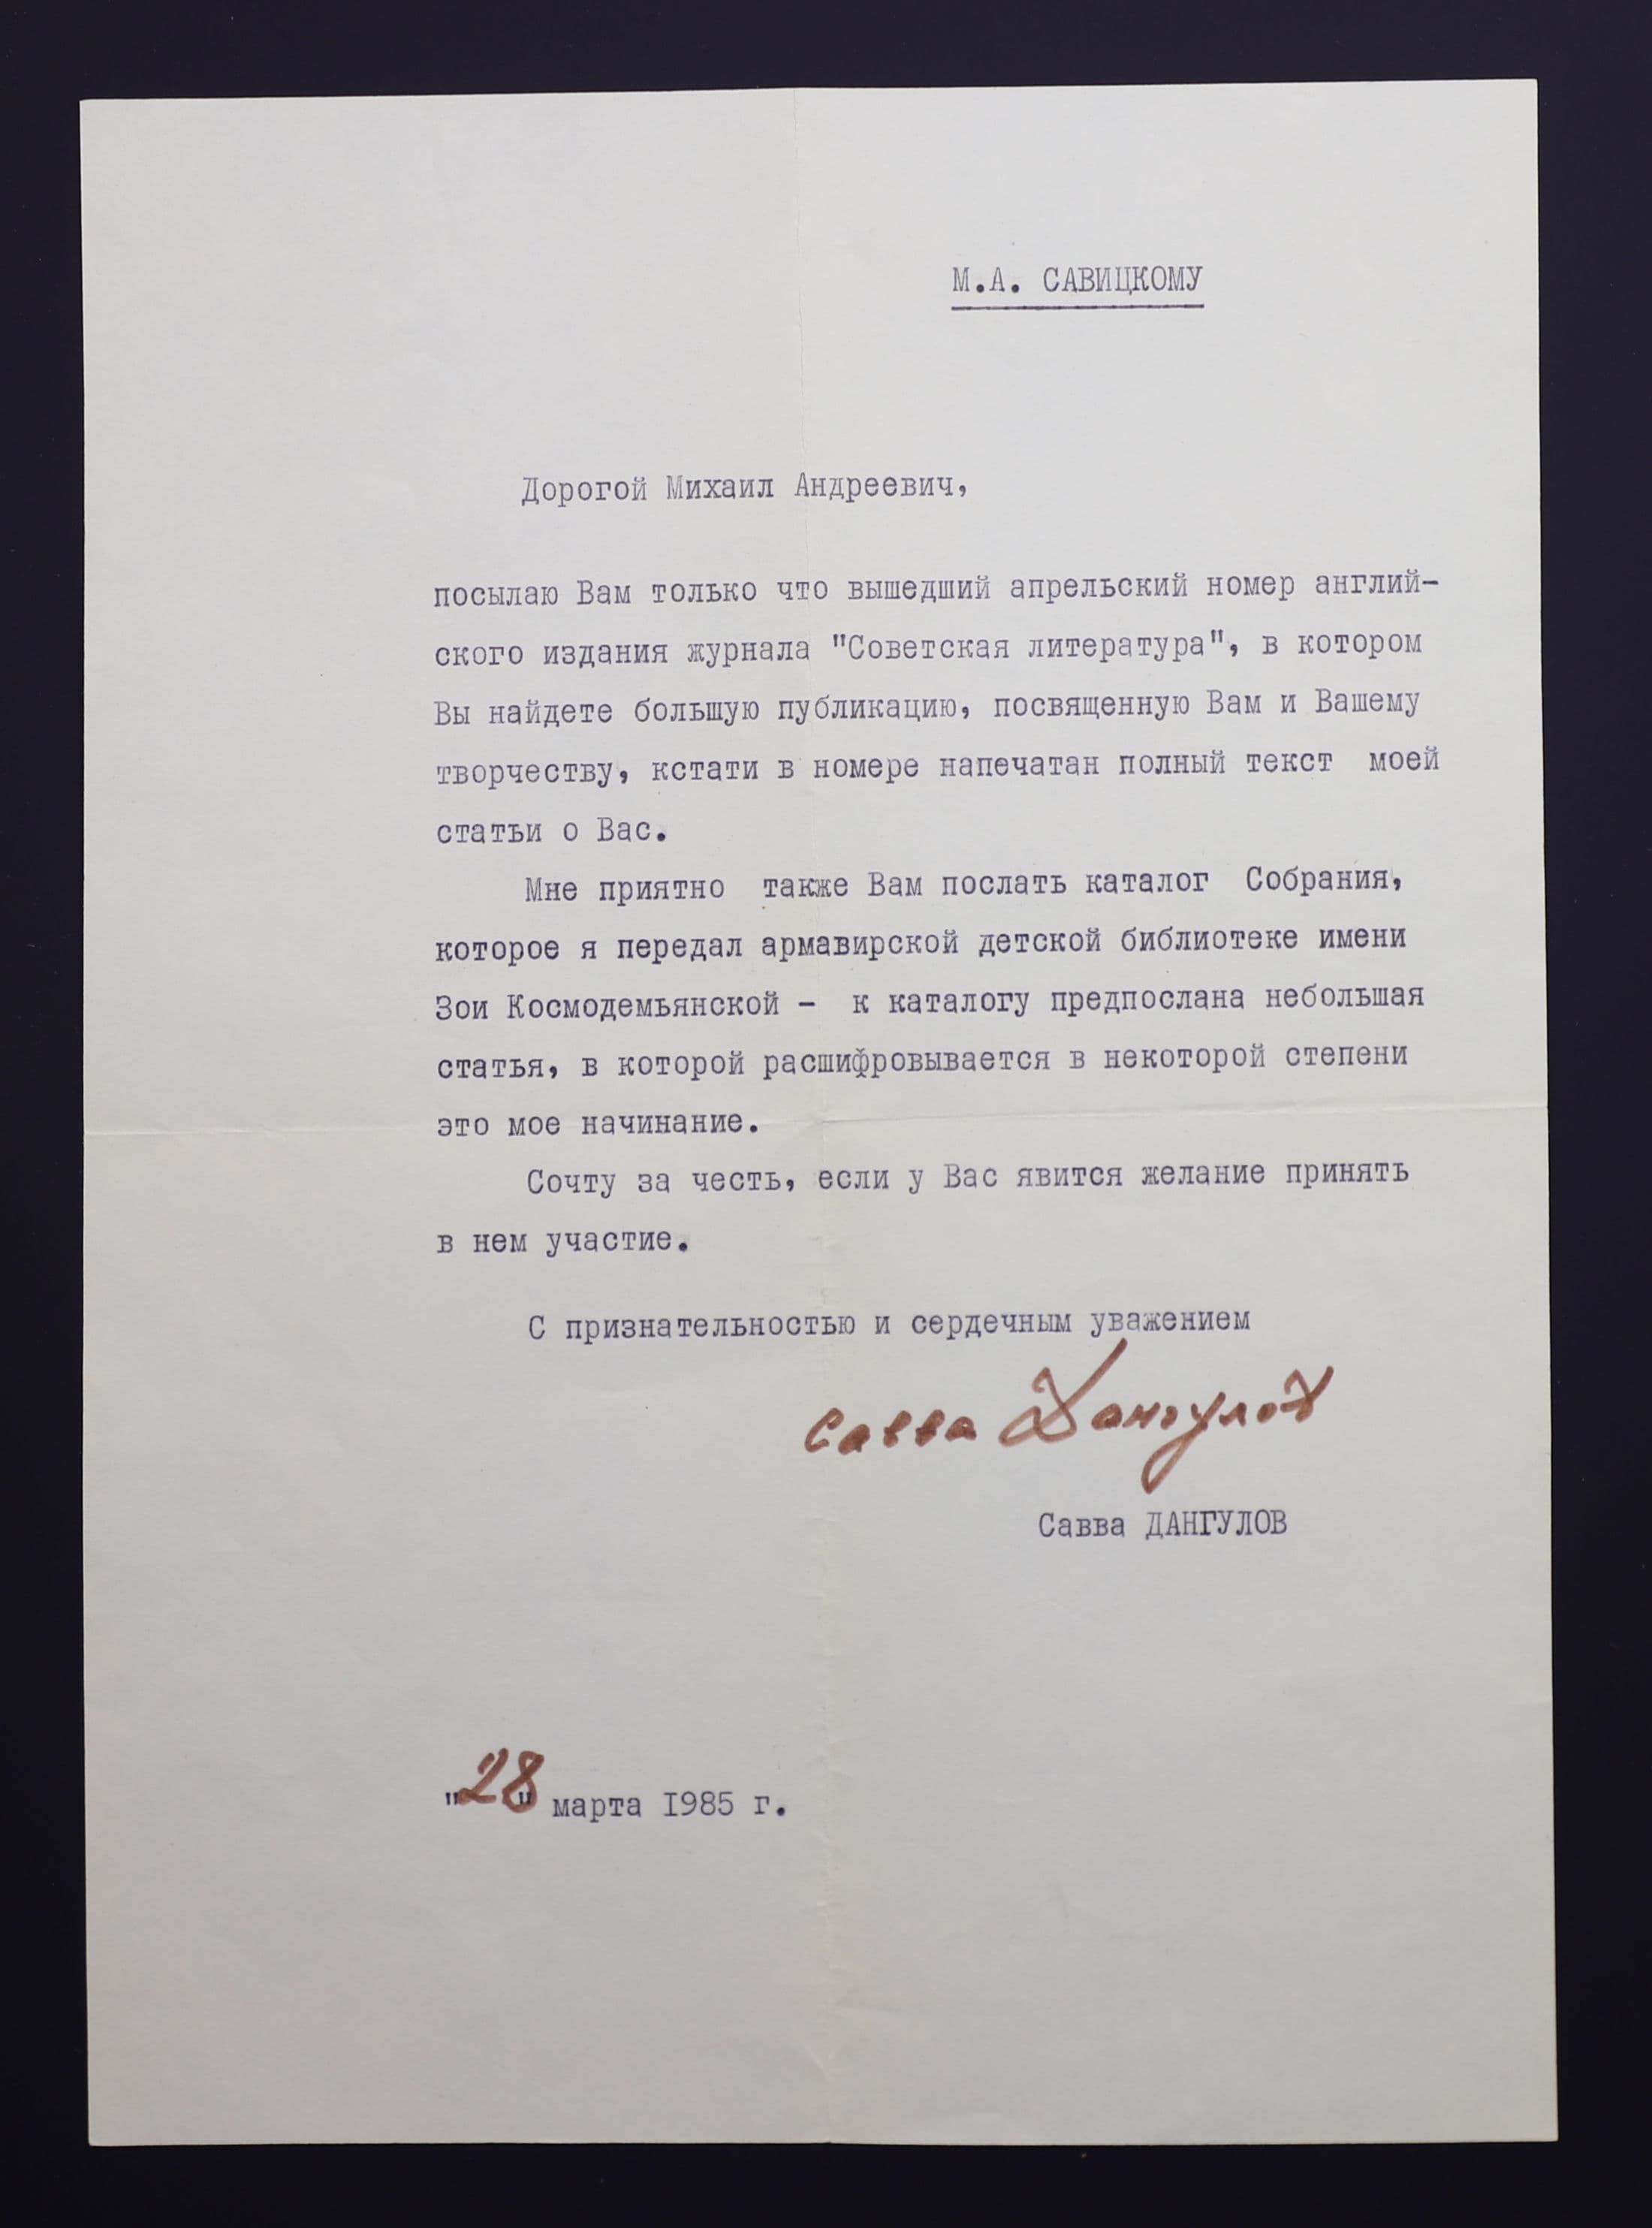 М.А. САВИЦКОМУ
Дорогой Михаил Андреевич,
посылаю Вам только что вышедший апрельский номер англий-
ского издания журнала "Советская литература", в котором
Вы найдете большую публикацию, посвященную Вам и Вашему
творчеству, кстати в номере напечатан полный текст моей
статьи о Вас.
Мне приятно также Вам послать каталог Собрания,
которое я передал армавирской детской библиотеке имени
Зои Космодемьянской - к каталогу предпослана небольшая
статья, в которой расшифровывается в некоторой степени
это мое начинание.
Сочту за честь, если у Вас явится желание принять
в нем участие.
С признательностью и сердечным уважением
Савва Дангулов
Савва ДАНГУЛОВ
"28" марта I985 г.